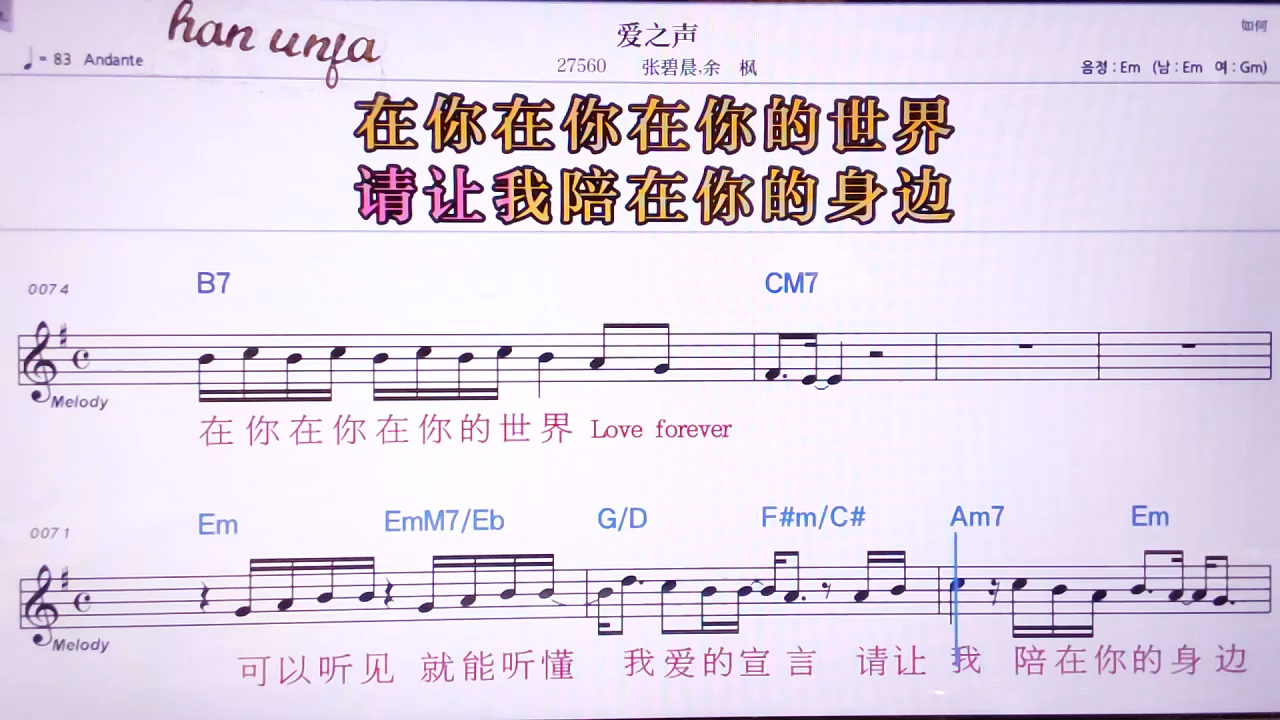 han unfa
爱之声
如何
♩= 83 Andante
27560 张碧晨,余 枫
음정 : Em (남 : Em 여 : Gm)
在你在你在你的世界
请让我陪在你的身边
0074
B7 CM7
Melody
在你在你在你的世界 Love forever
0071
Em EmM7/Eb G/D F#m/C# Am7 Em
Melody
可以听见 就能听懂 我爱的宣言 请让我 陪在你的身边